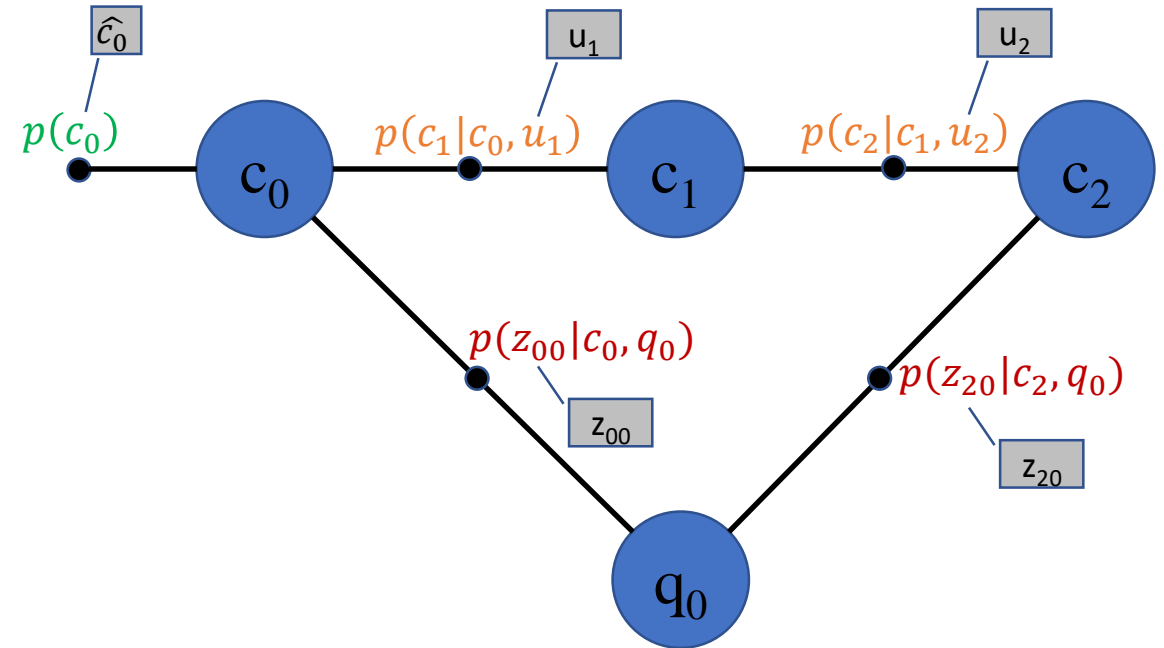 ĉ₀
u₁
u₂
p(c₀)
p(c₁|c₀, u₁)
p(c₂|c₁, u₂)
c₀
c₁
c₂
p(z₀₀|c₀, q₀)
p(z₂₀|c₂, q₀)
z₀₀
z₂₀
q₀